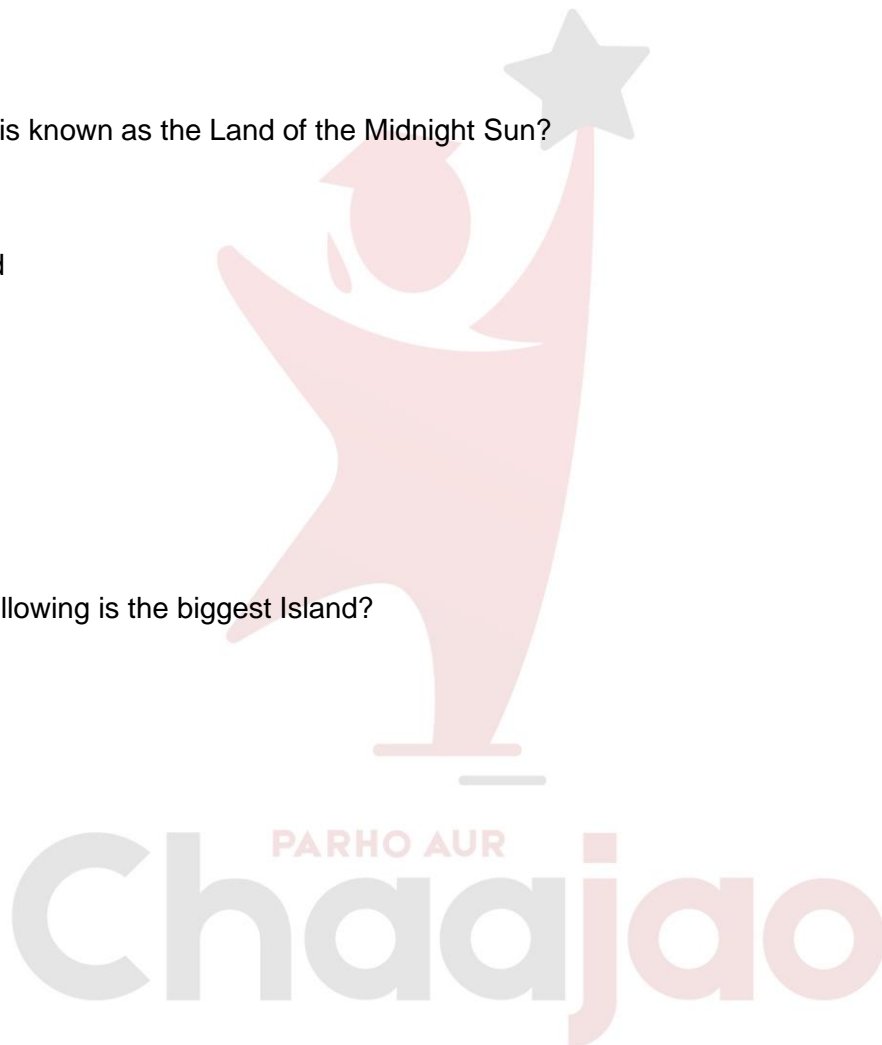 is known as the Land of the Midnight Sun?
llowing is the biggest Island?
PARHO AUR
Chaajao